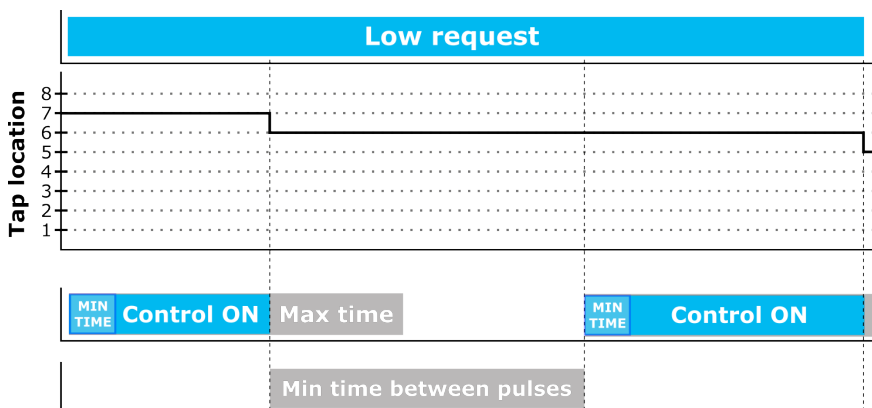 Low request
Tap location
8
7
6
5
4
3
2
1
MIN
TIME
Control ON
Max time
MIN
TIME
Control ON
Min time between pulses